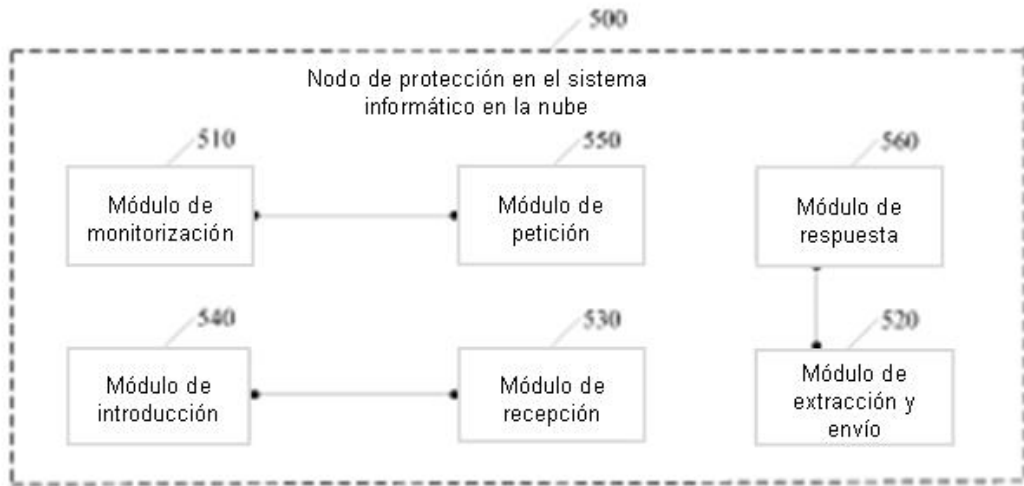 500
Nodo de protección en el sistema
informático en la nube
510
Módulo de
monitorización
550
Módulo de
petición
560
Módulo de
respuesta
540
Módulo de
introducción
530
Módulo de
recepción
520
Módulo de
extracción y
envío